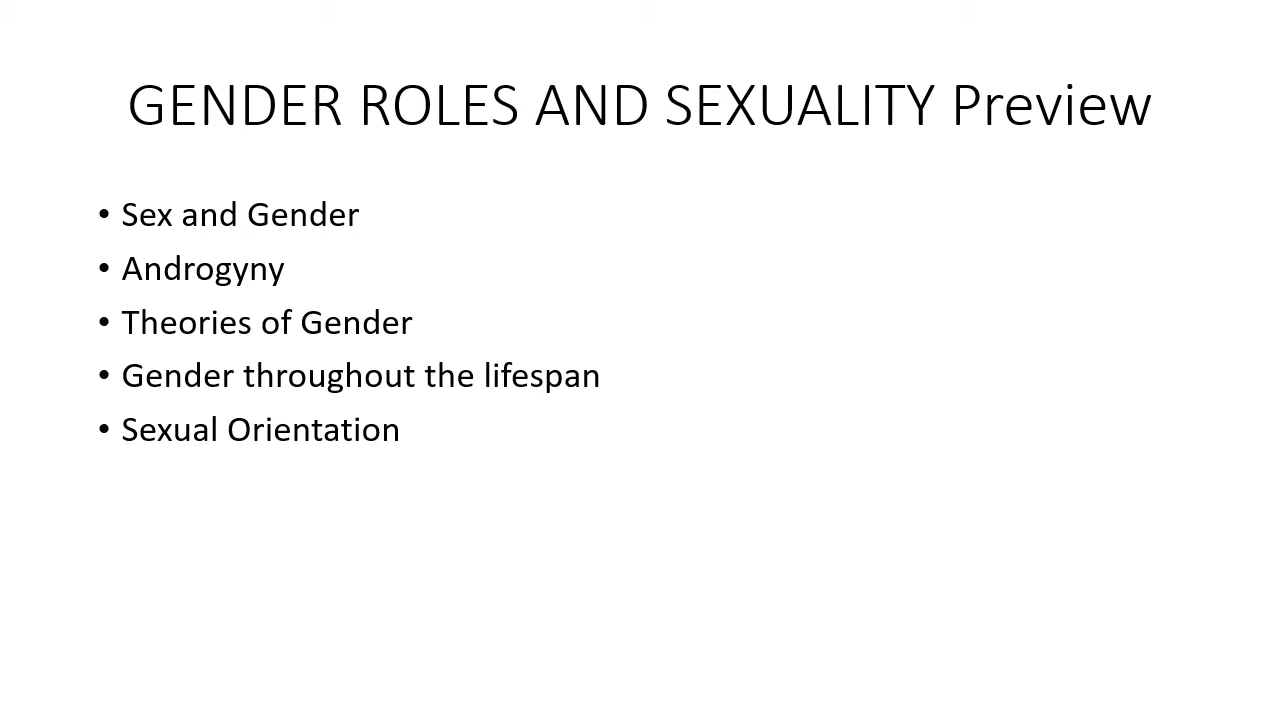 GENDER ROLES AND SEXUALITY Preview
• Sex and Gender
• Androgyny
• Theories of Gender
• Gender throughout the lifespan
• Sexual Orientation